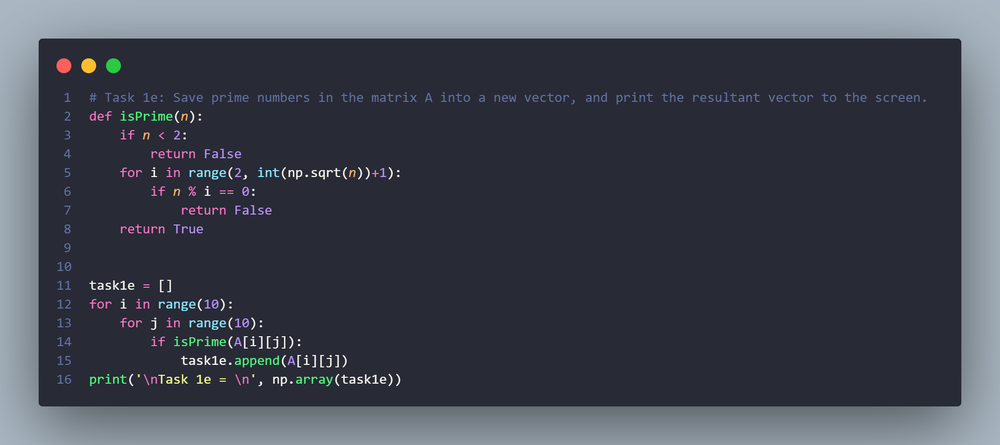 1 # Task 1e: Save prime numbers in the matrix A into a new vector, and print the resultant vector to the screen.
2 def isPrime(n):
3     if n < 2:
4         return False
5     for i in range(2, int(np.sqrt(n))+1):
6         if n % i == 0:
7             return False
8     return True
9
10
11 task1e = []
12 for i in range(10):
13     for j in range(10):
14         if isPrime(A[i][j]):
15             task1e.append(A[i][j])
16 print('\nTask 1e = \n', np.array(task1e))